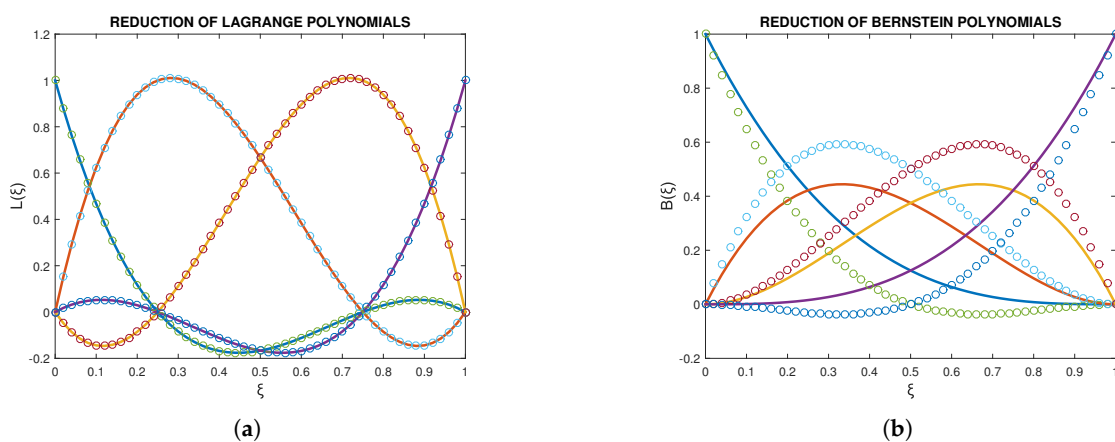 REDUCTION OF LAGRANGE POLYNOMIALS
1.2
1
0.8
0.6
0.4
0.2
0
-0.2
L(ξ)
0 0.1 0.2 0.3 0.4 0.5 0.6 0.7 0.8 0.9 1
ξ
(a)
REDUCTION OF BERNSTEIN POLYNOMIALS
1
0.8
0.6
0.4
0.2
0
-0.2
B(ξ)
0 0.1 0.2 0.3 0.4 0.5 0.6 0.7 0.8 0.9 1
ξ
(b)